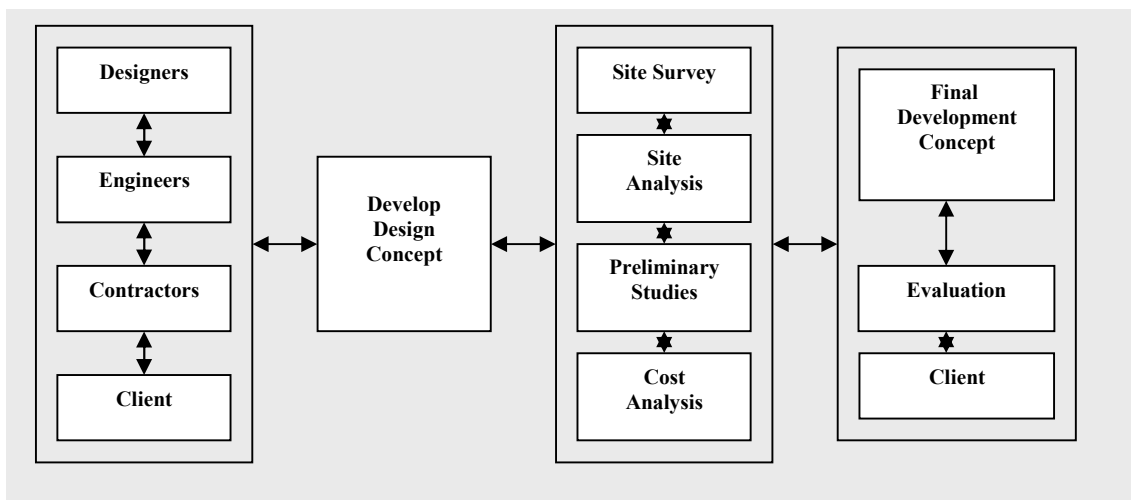 Designers
Engineers
Contractors
Client
Develop
Design
Concept
Site Survey
Site
Analysis
Preliminary
Studies
Cost
Analysis
Final
Development
Concept
Evaluation
Client